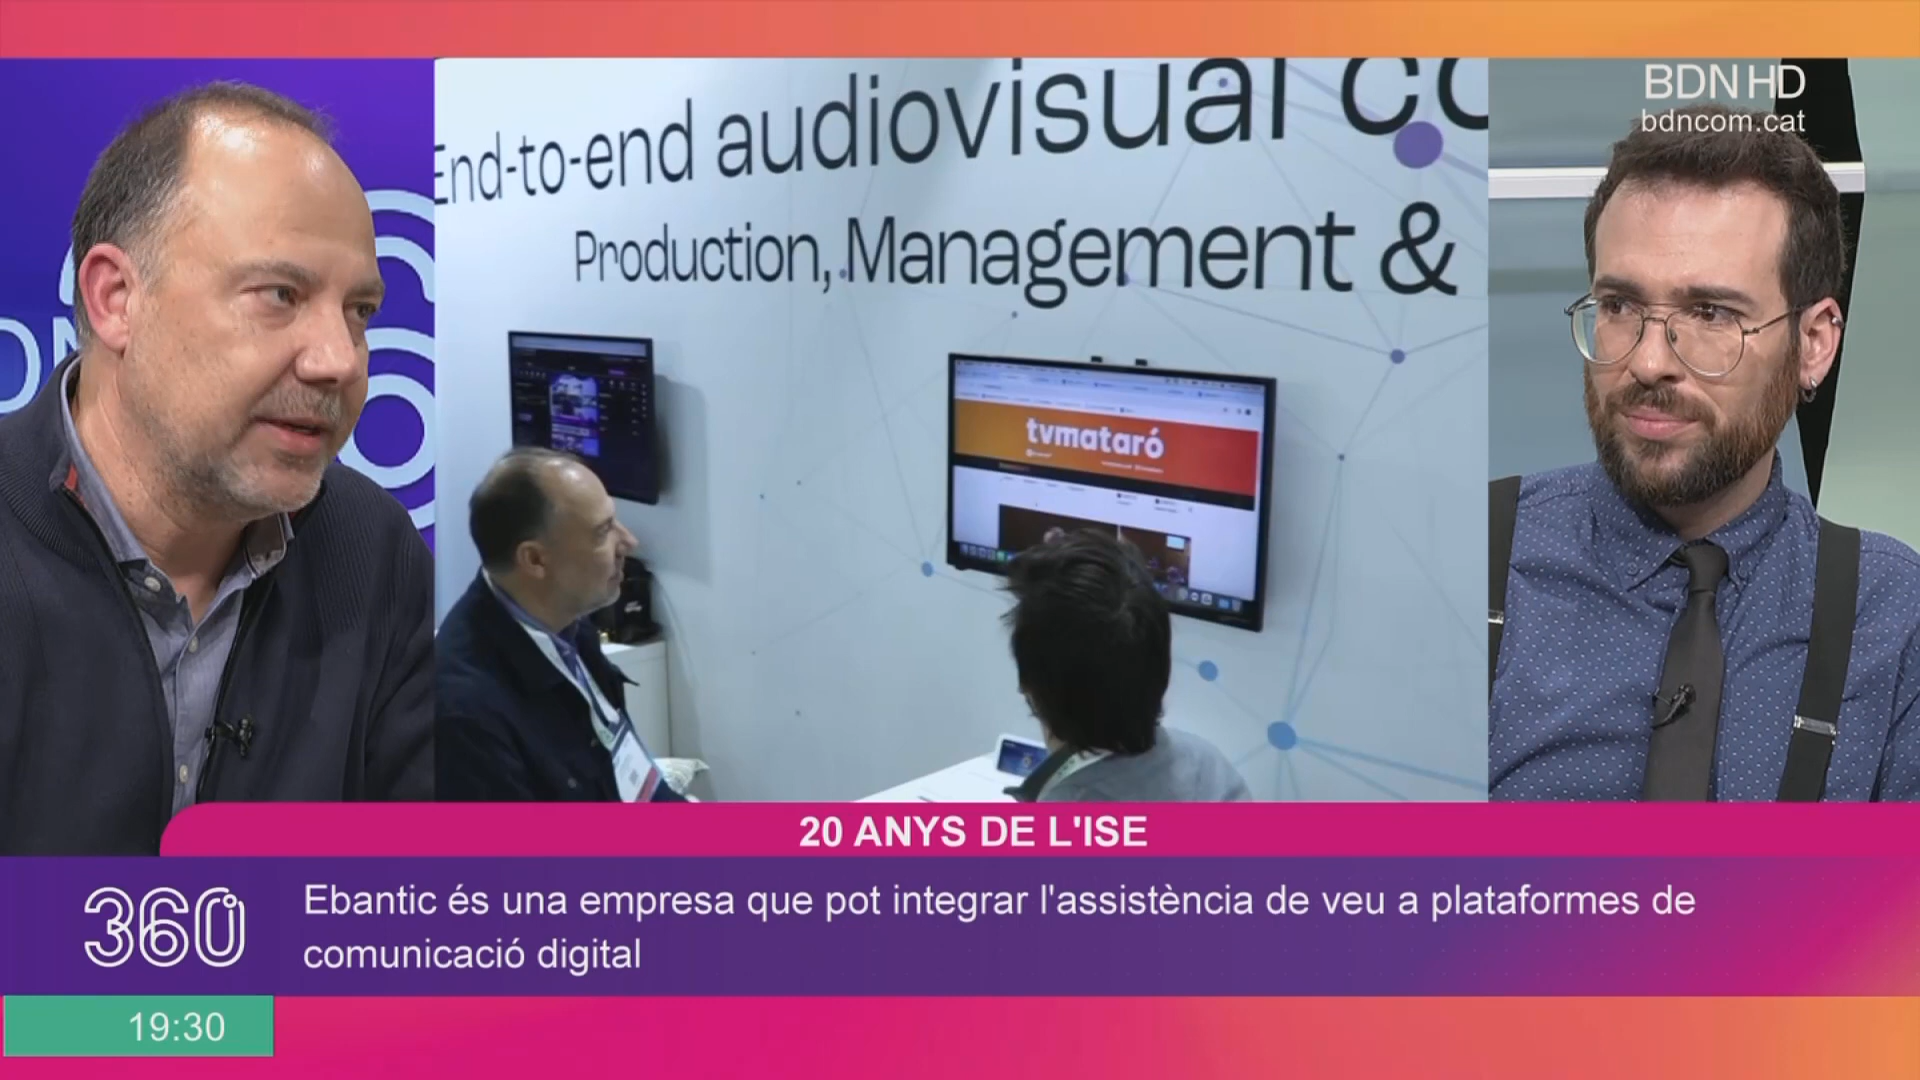 BDN HD
bdncom.cat
End-to-end audiovisual co
Production, Management &
tvmataró
20 ANYS DE L'ISE
360º
Ebantic és una empresa que pot integrar l'assistència de veu a plataformes de
comunicació digital
19:30